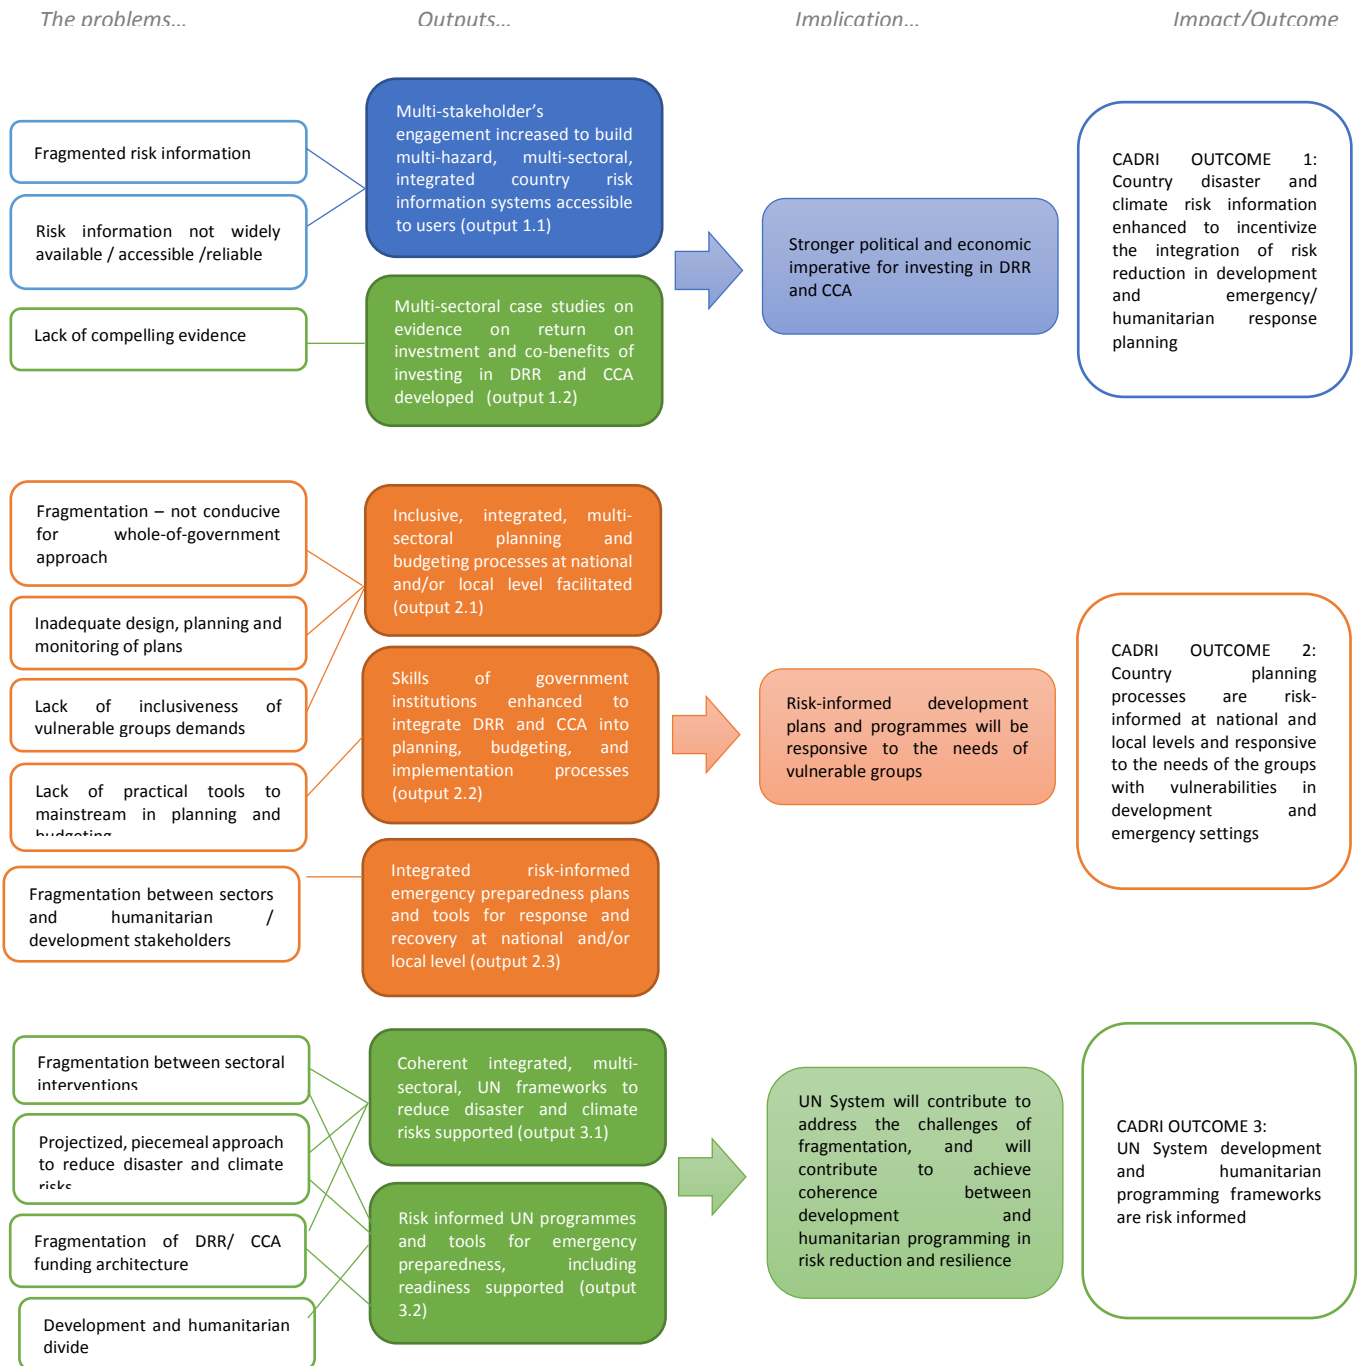 The problems...
Outputs...
Implication...
Impact/Outcome
Fragmented risk information
Risk information not widely
available / accessible /reliable
Lack of compelling evidence
Multi-stakeholder's
engagement increased to build
multi-hazard, multi-sectoral,
integrated country risk
information systems accessible
to users (output 1.1)
Multi-sectoral case studies on
evidence on return on
investment and co-benefits of
investing in DRR and CCA
developed (output 1.2)
Stronger political and economic
imperative for investing in DRR
and CCA
CADRI OUTCOME 1:
Country disaster and
climate risk information
enhanced to incentivize
the integration of risk
reduction in development
and emergency/
humanitarian response
planning
Fragmentation – not conducive
for whole-of-government
approach
Inadequate design, planning and
monitoring of plans
Lack of inclusiveness of
vulnerable groups demands
Lack of practical tools to
mainstream in planning and
budgeting
Fragmentation between sectors
and humanitarian /
development stakeholders
Inclusive, integrated, multi-
sectoral planning and
budgeting processes at national
and/or local level facilitated
(output 2.1)
Skills of government
institutions enhanced to
integrate DRR and CCA into
planning, budgeting, and
implementation processes
(output 2.2)
Integrated risk-informed
emergency preparedness plans
and tools for response and
recovery at national and/or
local level (output 2.3)
Risk-informed development
plans and programmes will be
responsive to the needs of
vulnerable groups
CADRI OUTCOME 2:
Country planning
processes are risk-
informed at national and
local levels and responsive
to the needs of the groups
with vulnerabilities in
development and
emergency settings
Fragmentation between sectoral
interventions
Projectized, piecemeal approach
to reduce disaster and climate
risks
Fragmentation of DRR/ CCA
funding architecture
Development and humanitarian
divide
Coherent integrated, multi-
sectoral, UN frameworks to
reduce disaster and climate
risks supported (output 3.1)
Risk informed UN programmes
and tools for emergency
preparedness, including
readiness supported (output
3.2)
UN System will contribute to
address the challenges of
fragmentation, and will
contribute to achieve
coherence between
development and
humanitarian programming in
risk reduction and resilience
CADRI OUTCOME 3:
UN System development
and humanitarian
programming frameworks
are risk informed